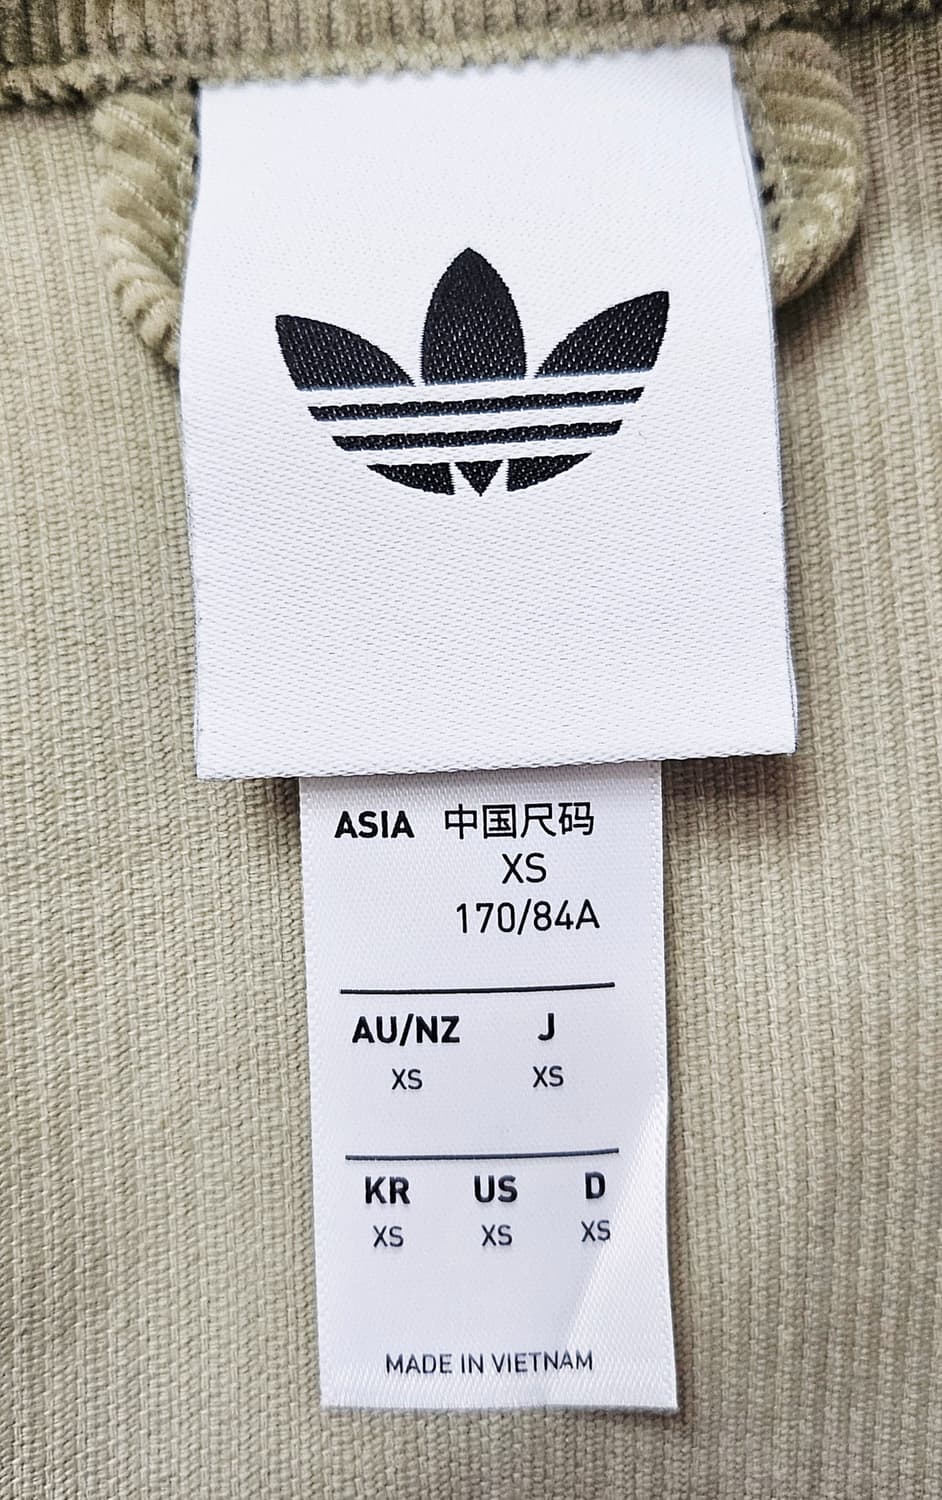 ASIA 中国尺码
XS
170/84A
AU/NZ J
XS XS
KR US D
XS XS XS
MADE IN VIETNAM